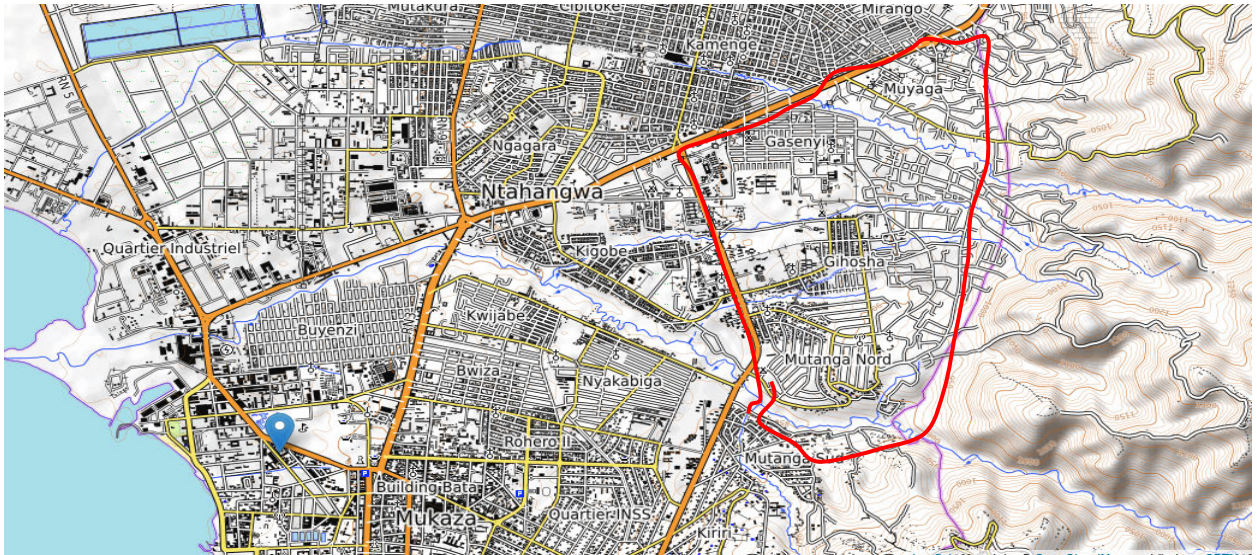 Mutakura
Cibitoke
Mirango
Kamenge
RN 5
Muyaga
Ngagara
Gasenyi
Ntahangwa
Quartier Industriel
Kigobe
Gihosha
Kwijabe
Buyenzi
Mutanga Nord
Bwiza
Nyakabiga
Rohero II
Mutanga Sud
Building Bata
Quartier INSS
Mukaza
Kiriri